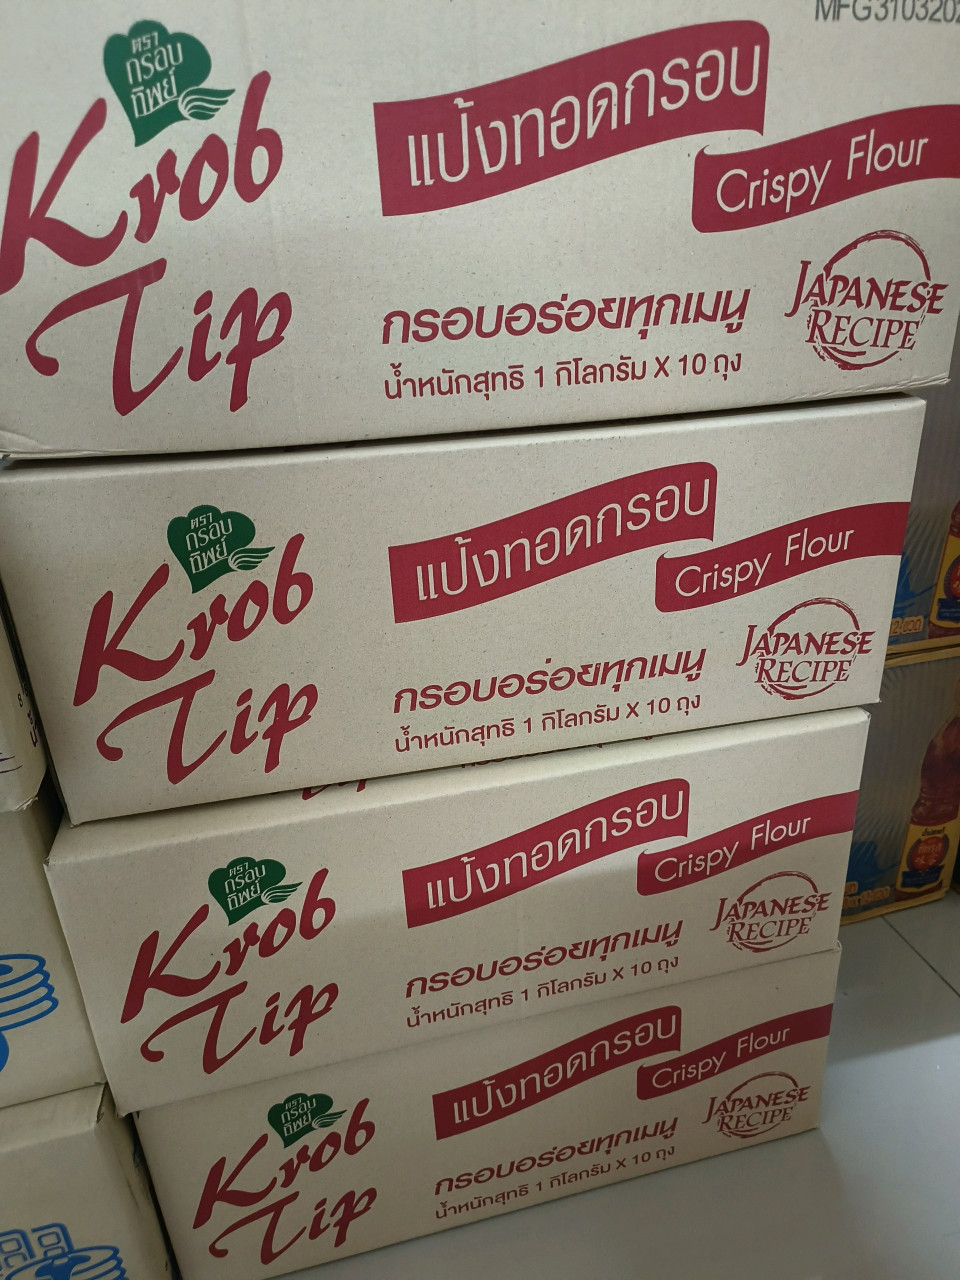 MFG310320
ตรา
กรอบ
ทิพย์
Krob
Tip
แป้งทอดกรอบ
Crispy Flour
กรอบอร่อยทุกเมนู
น้ำหนักสุทธิ 1 กิโลกรัม X 10 ถุง
JAPANESE
RECIPE
ตรา
กรอบ
ทิพย์
Krob
Tip
แป้งทอดกรอบ
Crispy Flour
กรอบอร่อยทุกเมนู
น้ำหนักสุทธิ 1 กิโลกรัม X 10 ถุง
JAPANESE
RECIPE
ตรา
กรอบ
ทิพย์
Krob
Tip
แป้งทอดกรอบ
Crispy Flour
กรอบอร่อยทุกเมนู
น้ำหนักสุทธิ 1 กิโลกรัม X 10 ถุง
JAPANESE
RECIPE
ตรา
กรอบ
ทิพย์
Krob
Tip
แป้งทอดกรอบ
Crispy Flour
กรอบอร่อยทุกเมนู
น้ำหนักสุทธิ 1 กิโลกรัม X 10 ถุง
JAPANESE
RECIPE